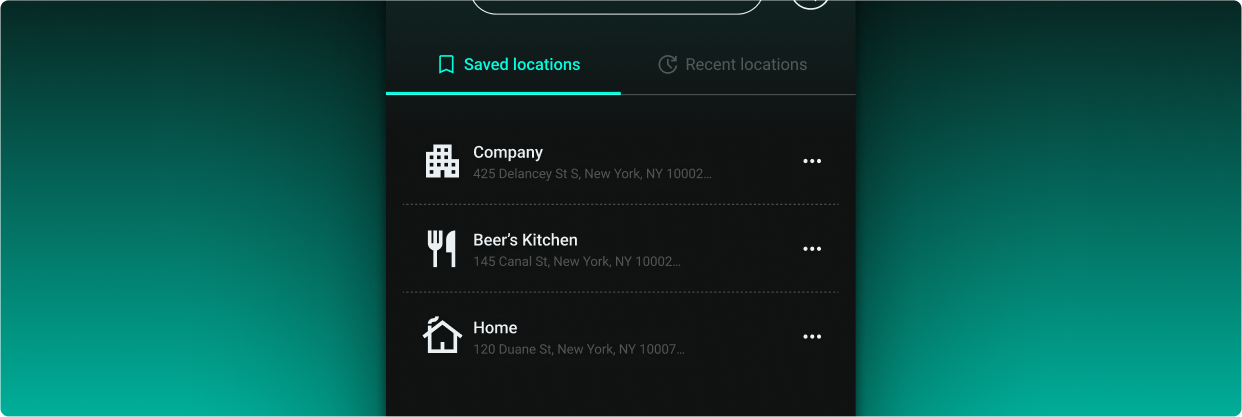 Saved locations
Recent locations
Company
425 Delancey St S, New York, NY 10002...
Beer’s Kitchen
145 Canal St, New York, NY 10002...
Home
120 Duane St, New York, NY 10007...